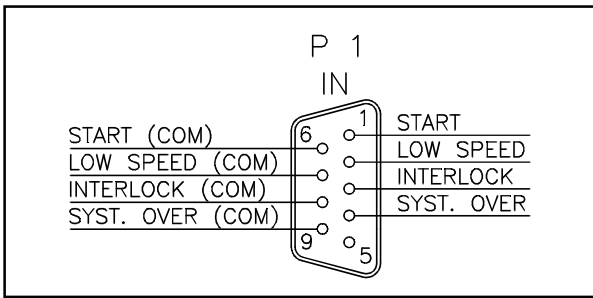 P 1
IN
6
1
START (COM)
START
LOW SPEED (COM)
LOW SPEED
INTERLOCK (COM)
INTERLOCK
SYST. OVER (COM)
SYST. OVER
9
5